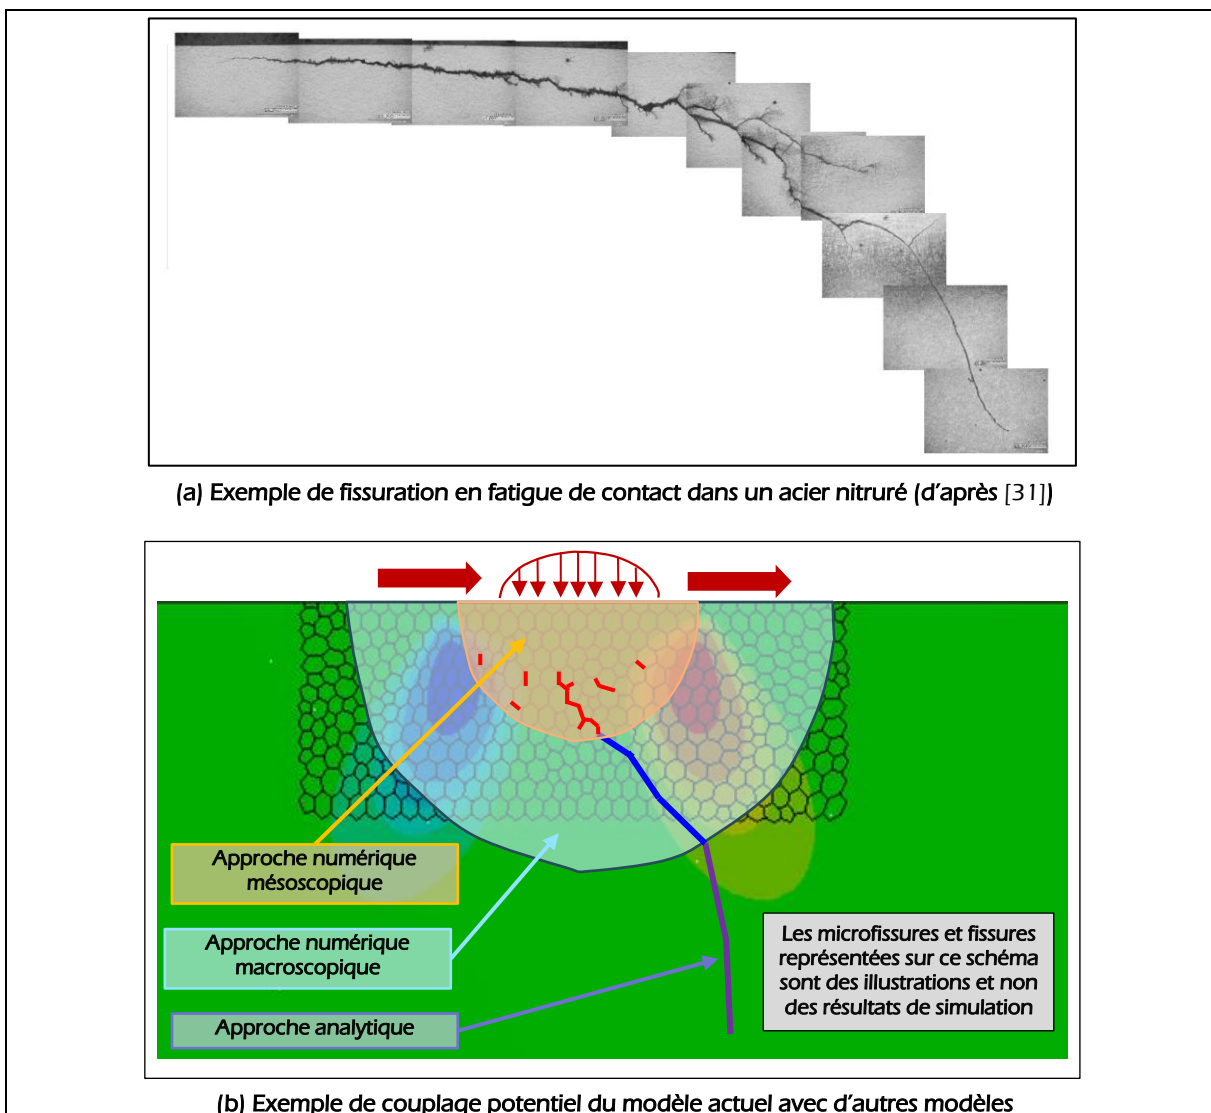 (a) Exemple de fissuration en fatigue de contact dans un acier nitruré (d'après [31])
Approche numérique
mésoscopique
Approche numérique
macroscopique
Approche analytique
Les microfissures et fissures
représentées sur ce schéma
sont des illustrations et non
des résultats de simulation
(b) Exemple de couplage potentiel du modèle actuel avec d'autres modèles